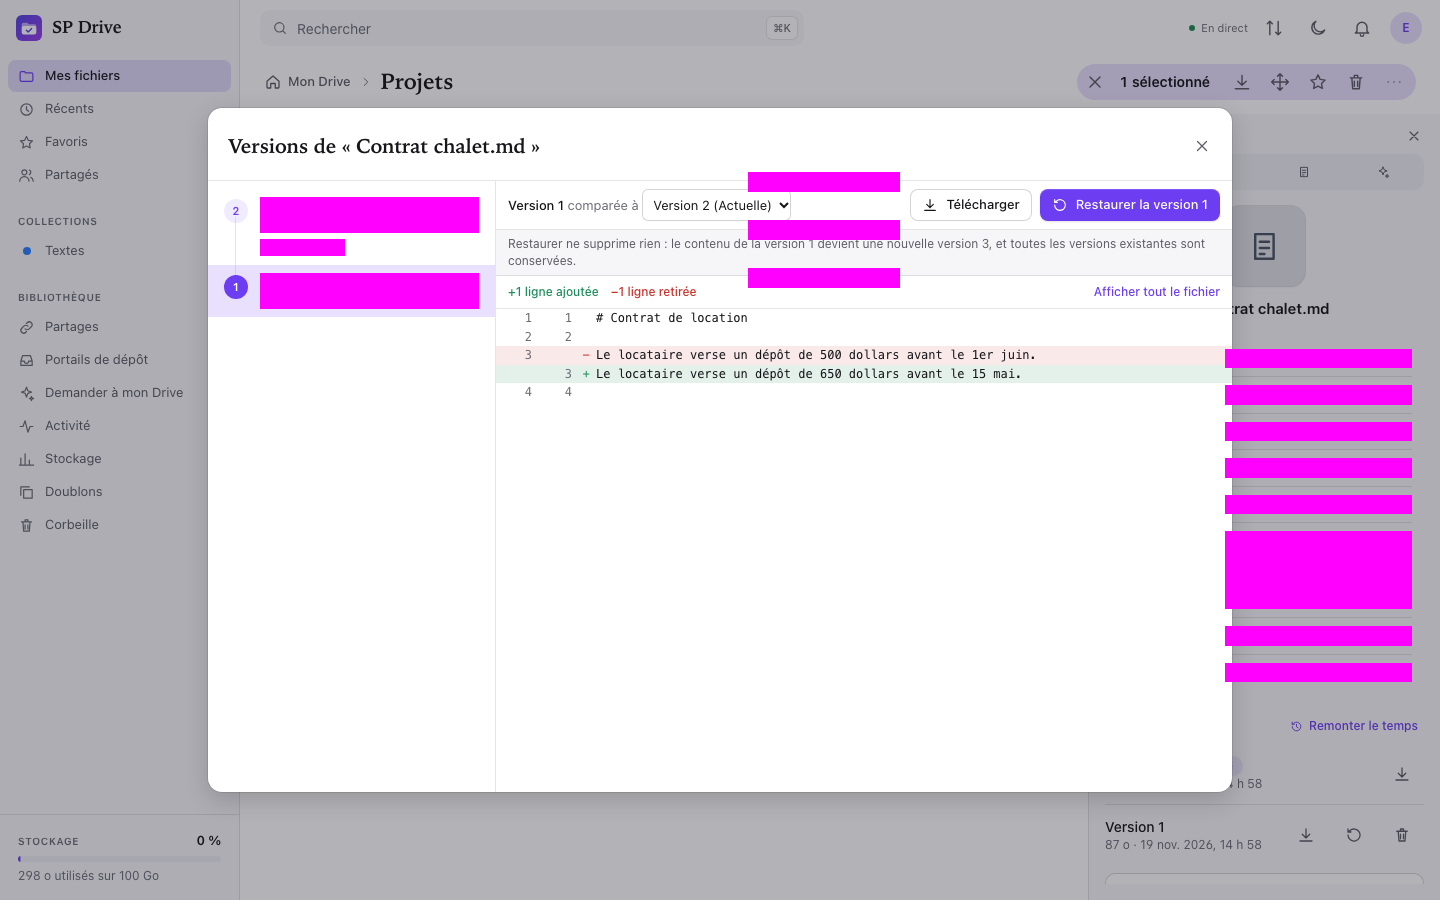 SP Drive
Rechercher
⌘K
En direct
E
Mes fichiers
Récents
Favoris
Partagés
COLLECTIONS
Textes
BIBLIOTHÈQUE
Partages
Portails de dépôt
Demander à mon Drive
Activité
Stockage
Doublons
Corbeille
STOCKAGE
0 %
298 o utilisés sur 100 Go
Mon Drive
Projets
1 sélectionné
Versions de « Contrat chalet.md »
2
1
Version 1 comparée à
Version 2 (Actuelle)
Télécharger
Restaurer la version 1
Restaurer ne supprime rien : le contenu de la version 1 devient une nouvelle version 3, et toutes les versions existantes sont
conservées.
+1 ligne ajoutée
−1 ligne retirée
Afficher tout le fichier
1 1 # Contrat de location
2 2
3 − Le locataire verse un dépôt de 500 dollars avant le 1er juin.
3 + Le locataire verse un dépôt de 650 dollars avant le 15 mai.
4 4
chalet.md
Remonter le temps
h 58
Version 1
87 o · 19 nov. 2026, 14 h 58